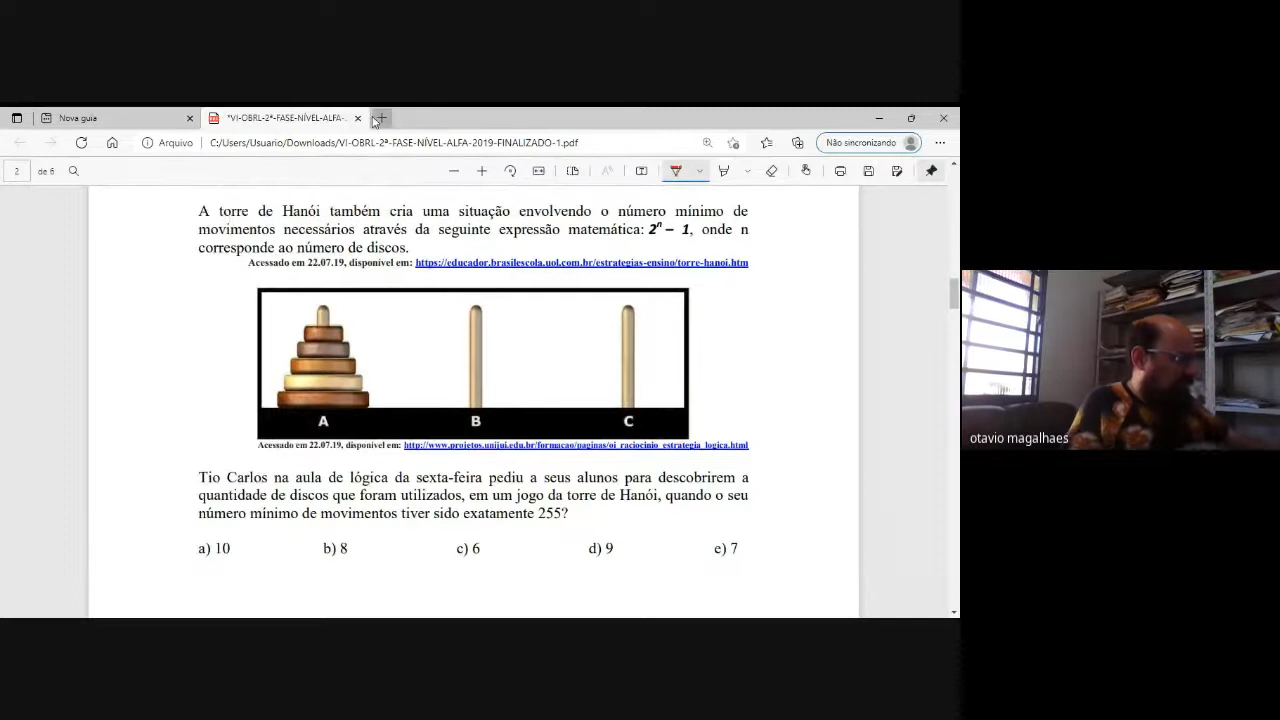 Nova guia
*VI-OBRL-2ª-FASE-NÍVEL-ALFA-
Arquivo
C:/Users/Usuario/Downloads/VI-OBRL-2ª-FASE-NÍVEL-ALFA-2019-FINALIZADO-1.pdf
Não sincronizando
2
de 6
A torre de Hanói também cria uma situação envolvendo o número mínimo de
movimentos necessários através da seguinte expressão matemática: 2ⁿ – 1, onde n
corresponde ao número de discos.
Acessado em 22.07.19, disponível em: https://educador.brasilescola.uol.com.br/estrategias-ensino/torre-hanoi.htm
A B C
Acessado em 22.07.19, disponível em: http://www.projetos.unijui.edu.br/formacao/paginas/oi_raciocinio_estrategia_logica.html
otavio magalhaes
Tio Carlos na aula de lógica da sexta-feira pediu a seus alunos para descobrirem a
quantidade de discos que foram utilizados, em um jogo da torre de Hanói, quando o seu
número mínimo de movimentos tiver sido exatamente 255?
a) 10 b) 8 c) 6 d) 9 e) 7